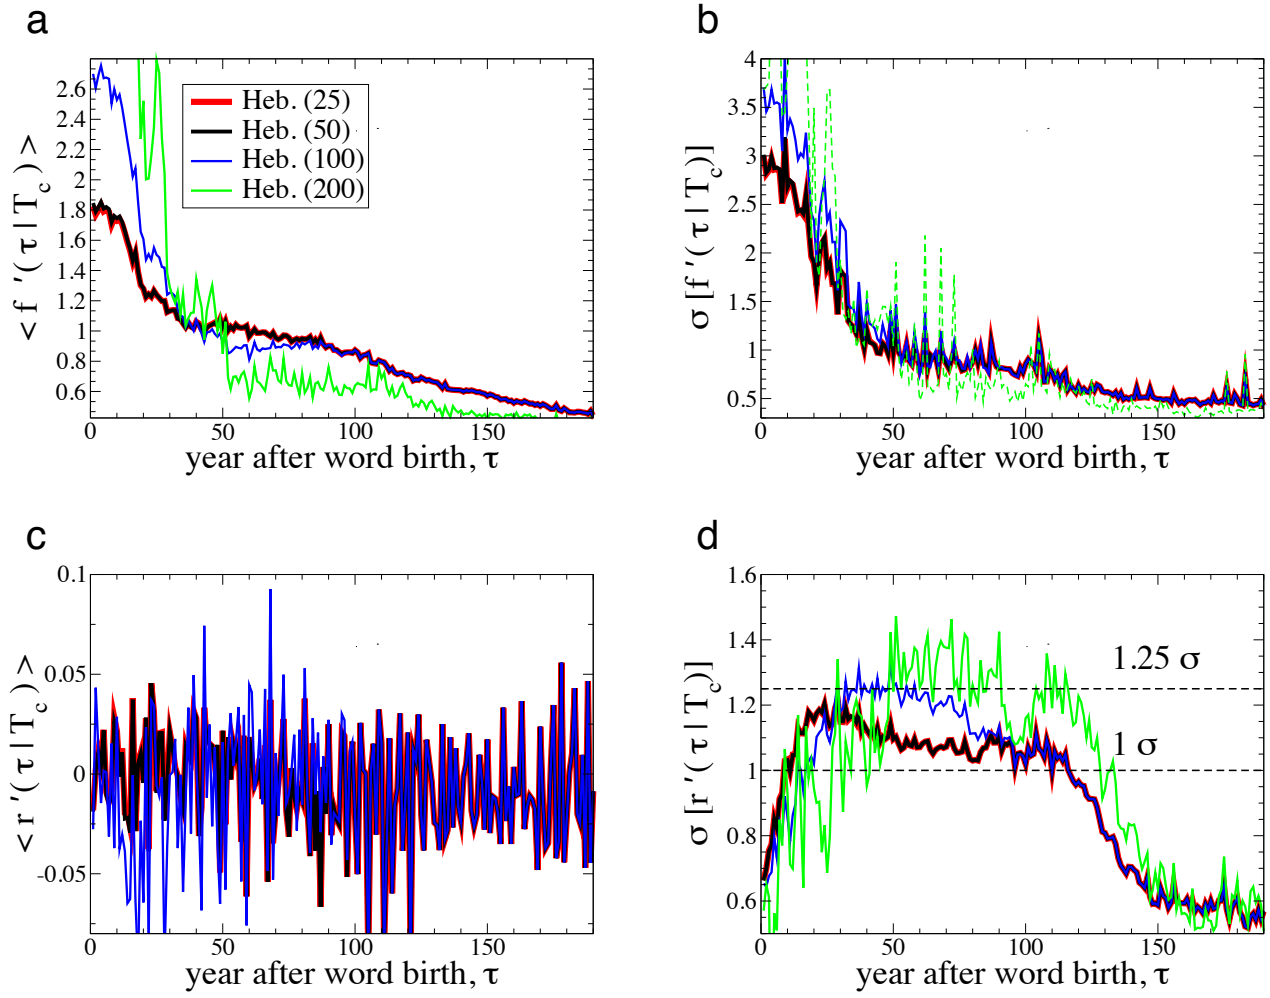 a
< f ′( τ | T_c ) >
2.6
2.4
2.2
2
1.8
1.6
1.4
1.2
1
0.8
0.6
Heb. (25)
Heb. (50)
Heb. (100)
Heb. (200)
0 50 100 150
year after word birth, τ
b
σ [ f ′( τ | T_c )]
4
3.5
3
2.5
2
1.5
1
0.5
0 50 100 150
year after word birth, τ
c
< r ′( τ | T_c ) >
0.1
0.05
0
-0.05
0 50 100 150
year after word birth, τ
d
σ [ r ′( τ | T_c )]
1.6
1.4
1.2
1
0.8
0.6
1.25 σ
1 σ
0 50 100 150
year after word birth, τ